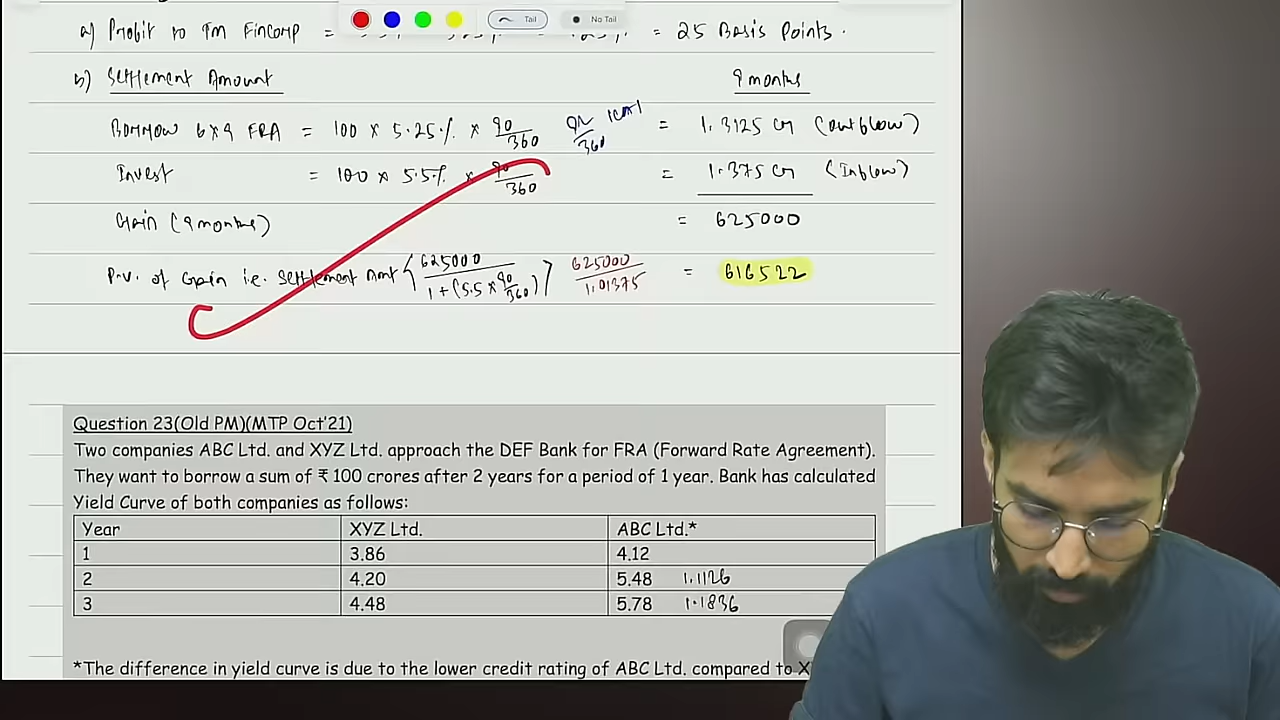 Tail No Tail
a) Profit to TM Fincorp = = 25 Basis Points.
b) Settlement Amount 9 months
Borrow 6x9 FRA = 100 x 5.25% x 90/360 92/360 = 1.3125 cr (outflow)
Invest = 100 x 5.5% x 90/360 = 1.375 cr (Inflow)
Gain (9 months) = 625000
P.v. of Gain i.e. Settlement Amt { 625000 / 1+(5.5 x 90/360) } 625000/1.01375 = 616522
Question 23(Old PM)(MTP Oct'21)
Two companies ABC Ltd. and XYZ Ltd. approach the DEF Bank for FRA (Forward Rate Agreement).
They want to borrow a sum of ₹ 100 crores after 2 years for a period of 1 year. Bank has calculated
Yield Curve of both companies as follows:
Year XYZ Ltd. ABC Ltd.*
1 3.86 4.12
2 4.20 5.48 1.1126
3 4.48 5.78 1.1836
*The difference in yield curve is due to the lower credit rating of ABC Ltd. compared to